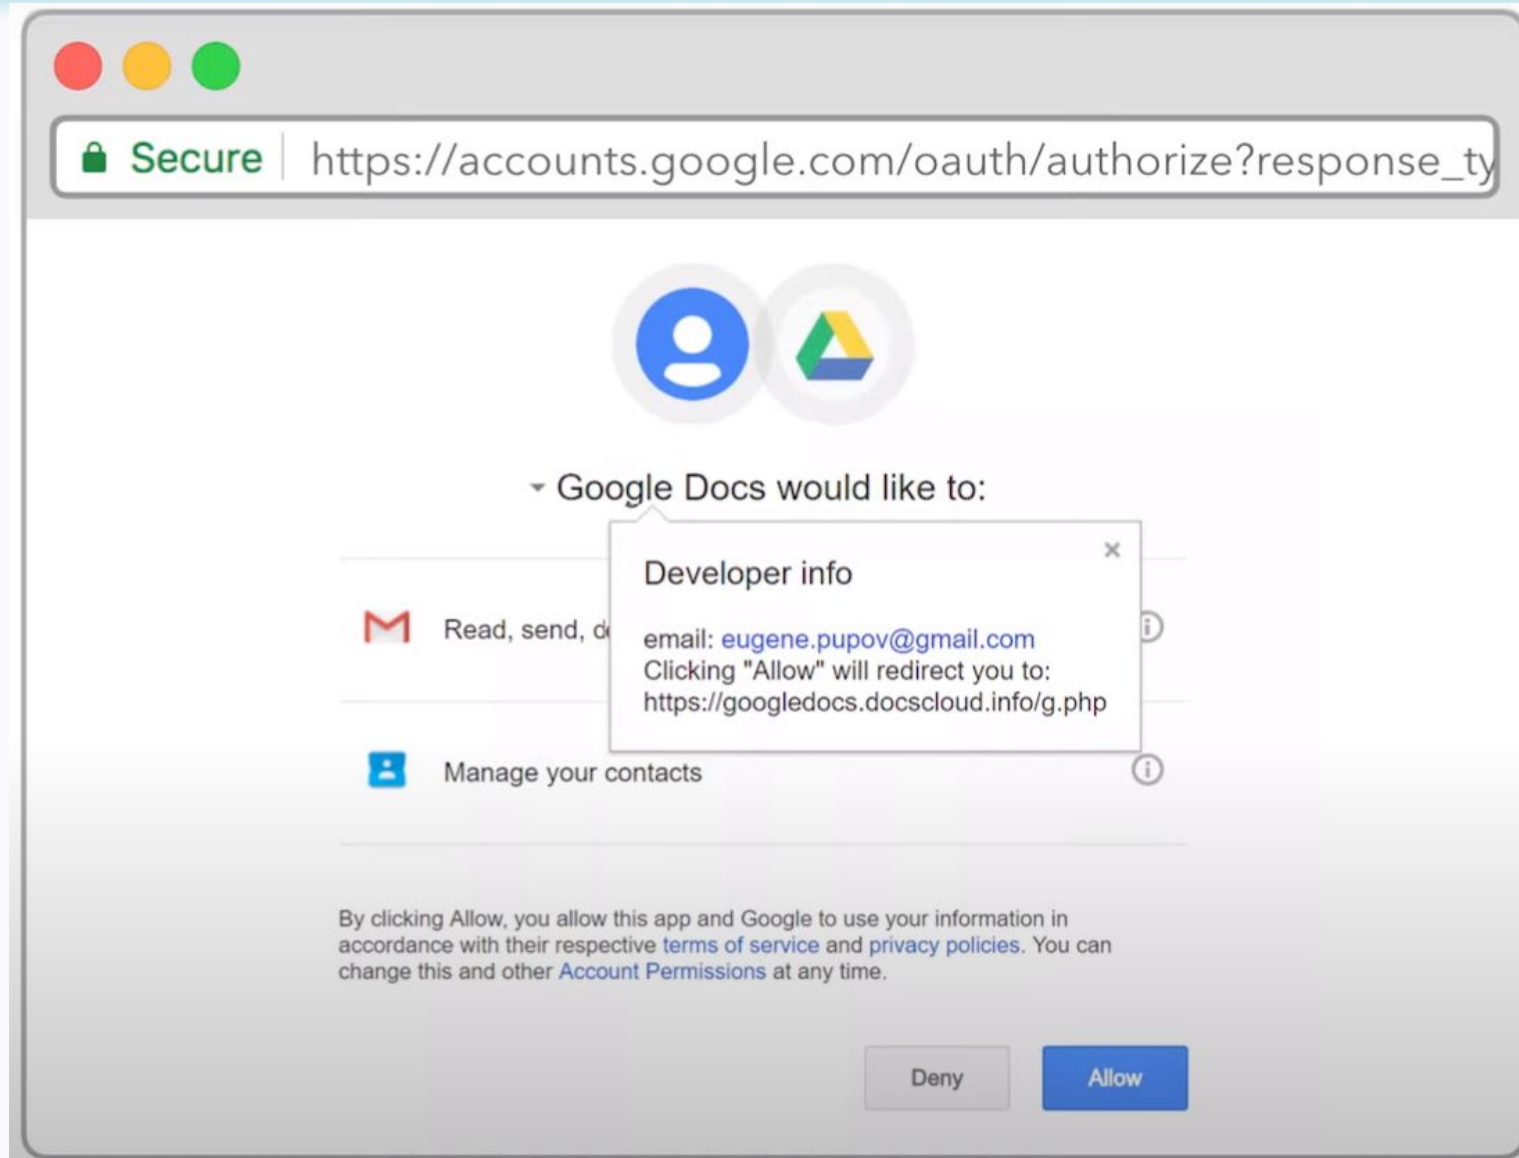 Secure https://accounts.google.com/oauth/authorize?response_ty
Google Docs would like to:
Developer info
email: eugene.pupov@gmail.com
Clicking "Allow" will redirect you to:
https://googledocs.docscloud.info/g.php
Read, send,
Manage your contacts
By clicking Allow, you allow this app and Google to use your information in
accordance with their respective terms of service and privacy policies. You can
change this and other Account Permissions at any time.
Deny Allow